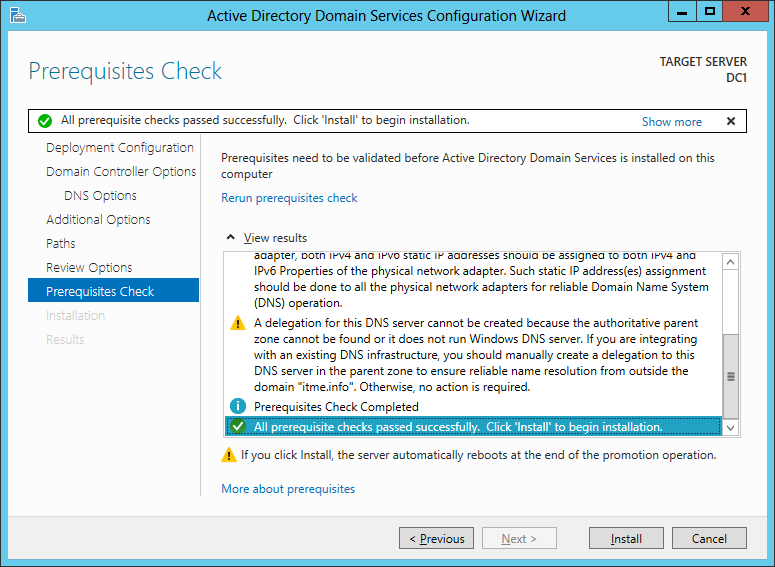 Active Directory Domain Services Configuration Wizard
Prerequisites Check
TARGET SERVER
DC1
All prerequisite checks passed successfully.  Click 'Install' to begin installation.
Show more
Deployment Configuration
Domain Controller Options
DNS Options
Additional Options
Paths
Review Options
Prerequisites Check
Installation
Results
Prerequisites need to be validated before Active Directory Domain Services is installed on this
computer
Rerun prerequisites check
View results
adapter, both IPv4 and IPv6 static IP addresses should be assigned to both IPv4 and
IPv6 Properties of the physical network adapter. Such static IP address(es) assignment
should be done to all the physical network adapters for reliable Domain Name System
(DNS) operation.
A delegation for this DNS server cannot be created because the authoritative parent
zone cannot be found or it does not run Windows DNS server. If you are integrating
with an existing DNS infrastructure, you should manually create a delegation to this
DNS server in the parent zone to ensure reliable name resolution from outside the
domain "itme.info". Otherwise, no action is required.
Prerequisites Check Completed
All prerequisite checks passed successfully.  Click 'Install' to begin installation.
If you click Install, the server automatically reboots at the end of the promotion operation.
More about prerequisites
< Previous
Next >
Install
Cancel